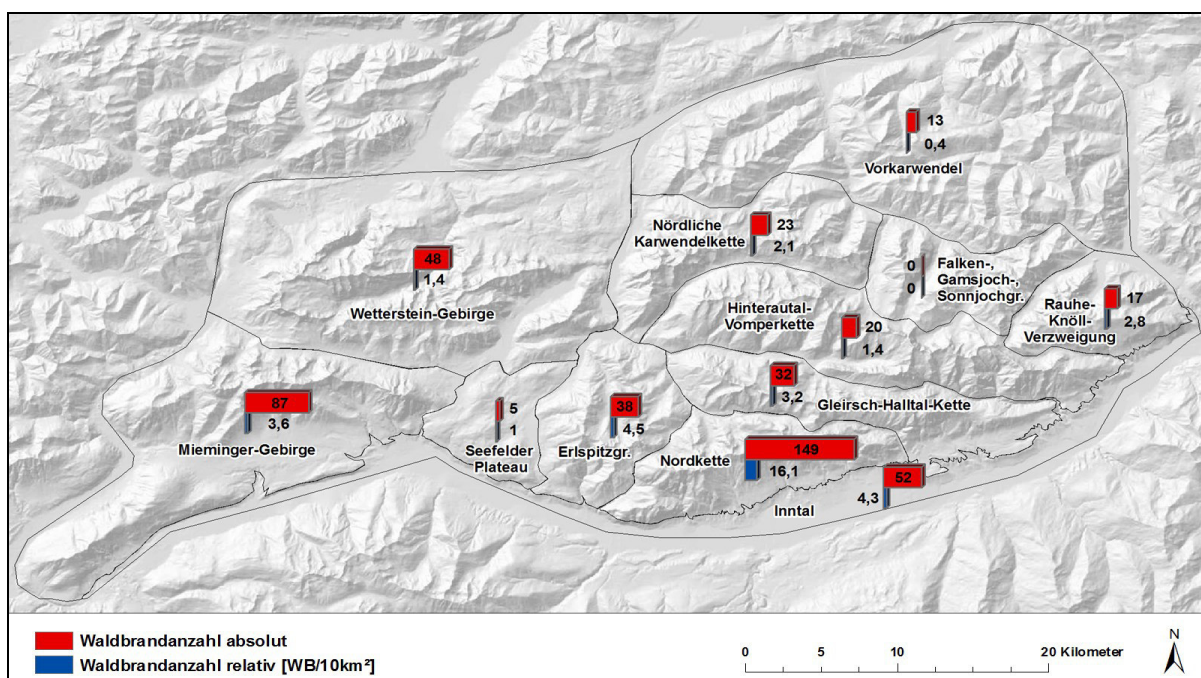 13
0,4
Vorkarwendel
Nördliche
Karwendelkette
23
2,1
48
1,4
Wetterstein-Gebirge
0
0
Falken-,
Gamsjoch-,
Sonnjochgr.
Hinterautal-
Vomperkette
20
1,4
Rauhe-
Knöll-
Verzweigung
17
2,8
87
3,6
Mieminger-Gebirge
5
1
Seefelder
Plateau
38
4,5
Erlspitzgr.
32
3,2
Gleirsch-Halltal-Kette
Nordkette
149
16,1
52
4,3
Inntal
Waldbrandanzahl absolut
Waldbrandanzahl relativ [WB/10km²]
0 5 10 20 Kilometer
N